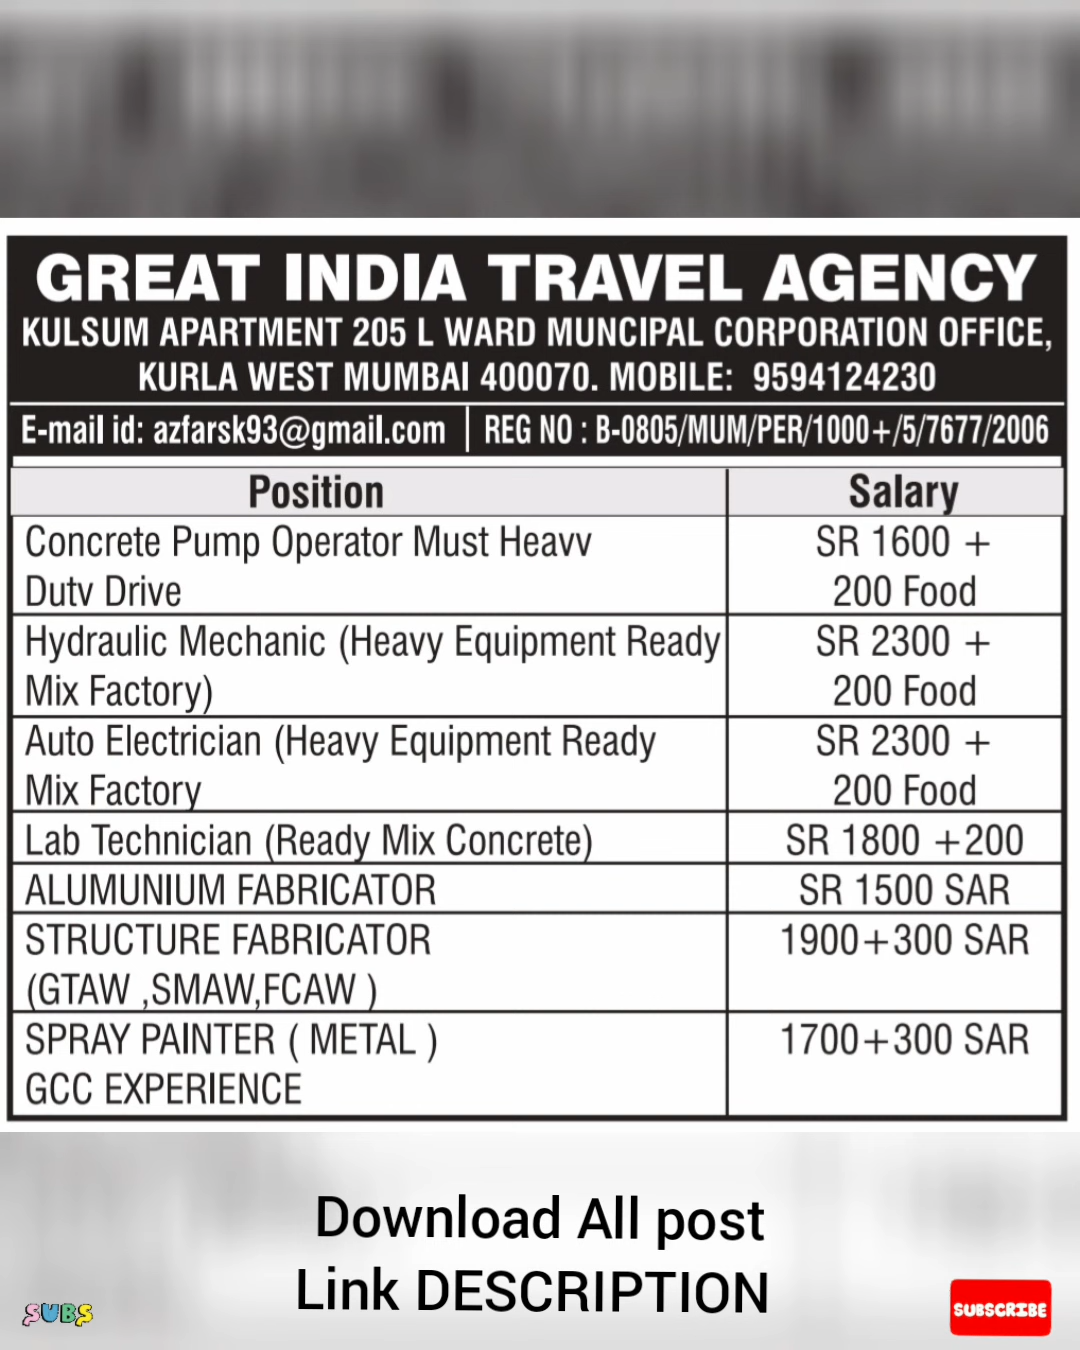 GREAT INDIA TRAVEL AGENCY
KULSUM APARTMENT 205 L WARD MUNCIPAL CORPORATION OFFICE,
KURLA WEST MUMBAI 400070. MOBILE: 9594124230
E-mail id: azfarsk93@gmail.com REG NO : B-0805/MUM/PER/1000+/5/7677/2006
Position Salary
Concrete Pump Operator Must Heavv SR 1600 +
Dutv Drive 200 Food
Hydraulic Mechanic (Heavy Equipment Ready SR 2300 +
Mix Factory) 200 Food
Auto Electrician (Heavy Equipment Ready SR 2300 +
Mix Factory 200 Food
Lab Technician (Ready Mix Concrete) SR 1800 +200
ALUMUNIUM FABRICATOR SR 1500 SAR
STRUCTURE FABRICATOR 1900+300 SAR
(GTAW ,SMAW,FCAW )
SPRAY PAINTER ( METAL ) 1700+300 SAR
GCC EXPERIENCE
Download All post
Link DESCRIPTION
SUBS SUBSCRIBE